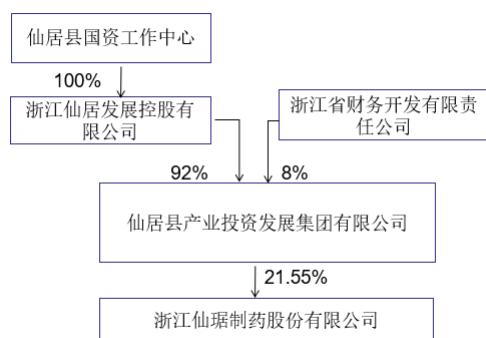 仙居县国资工作中心
100%
浙江仙居发展控股有
限公司
浙江省财务开发有限责
任公司
92%
8%
仙居县产业投资发展集团有限公司
21.55%
浙江仙琚制药股份有限公司